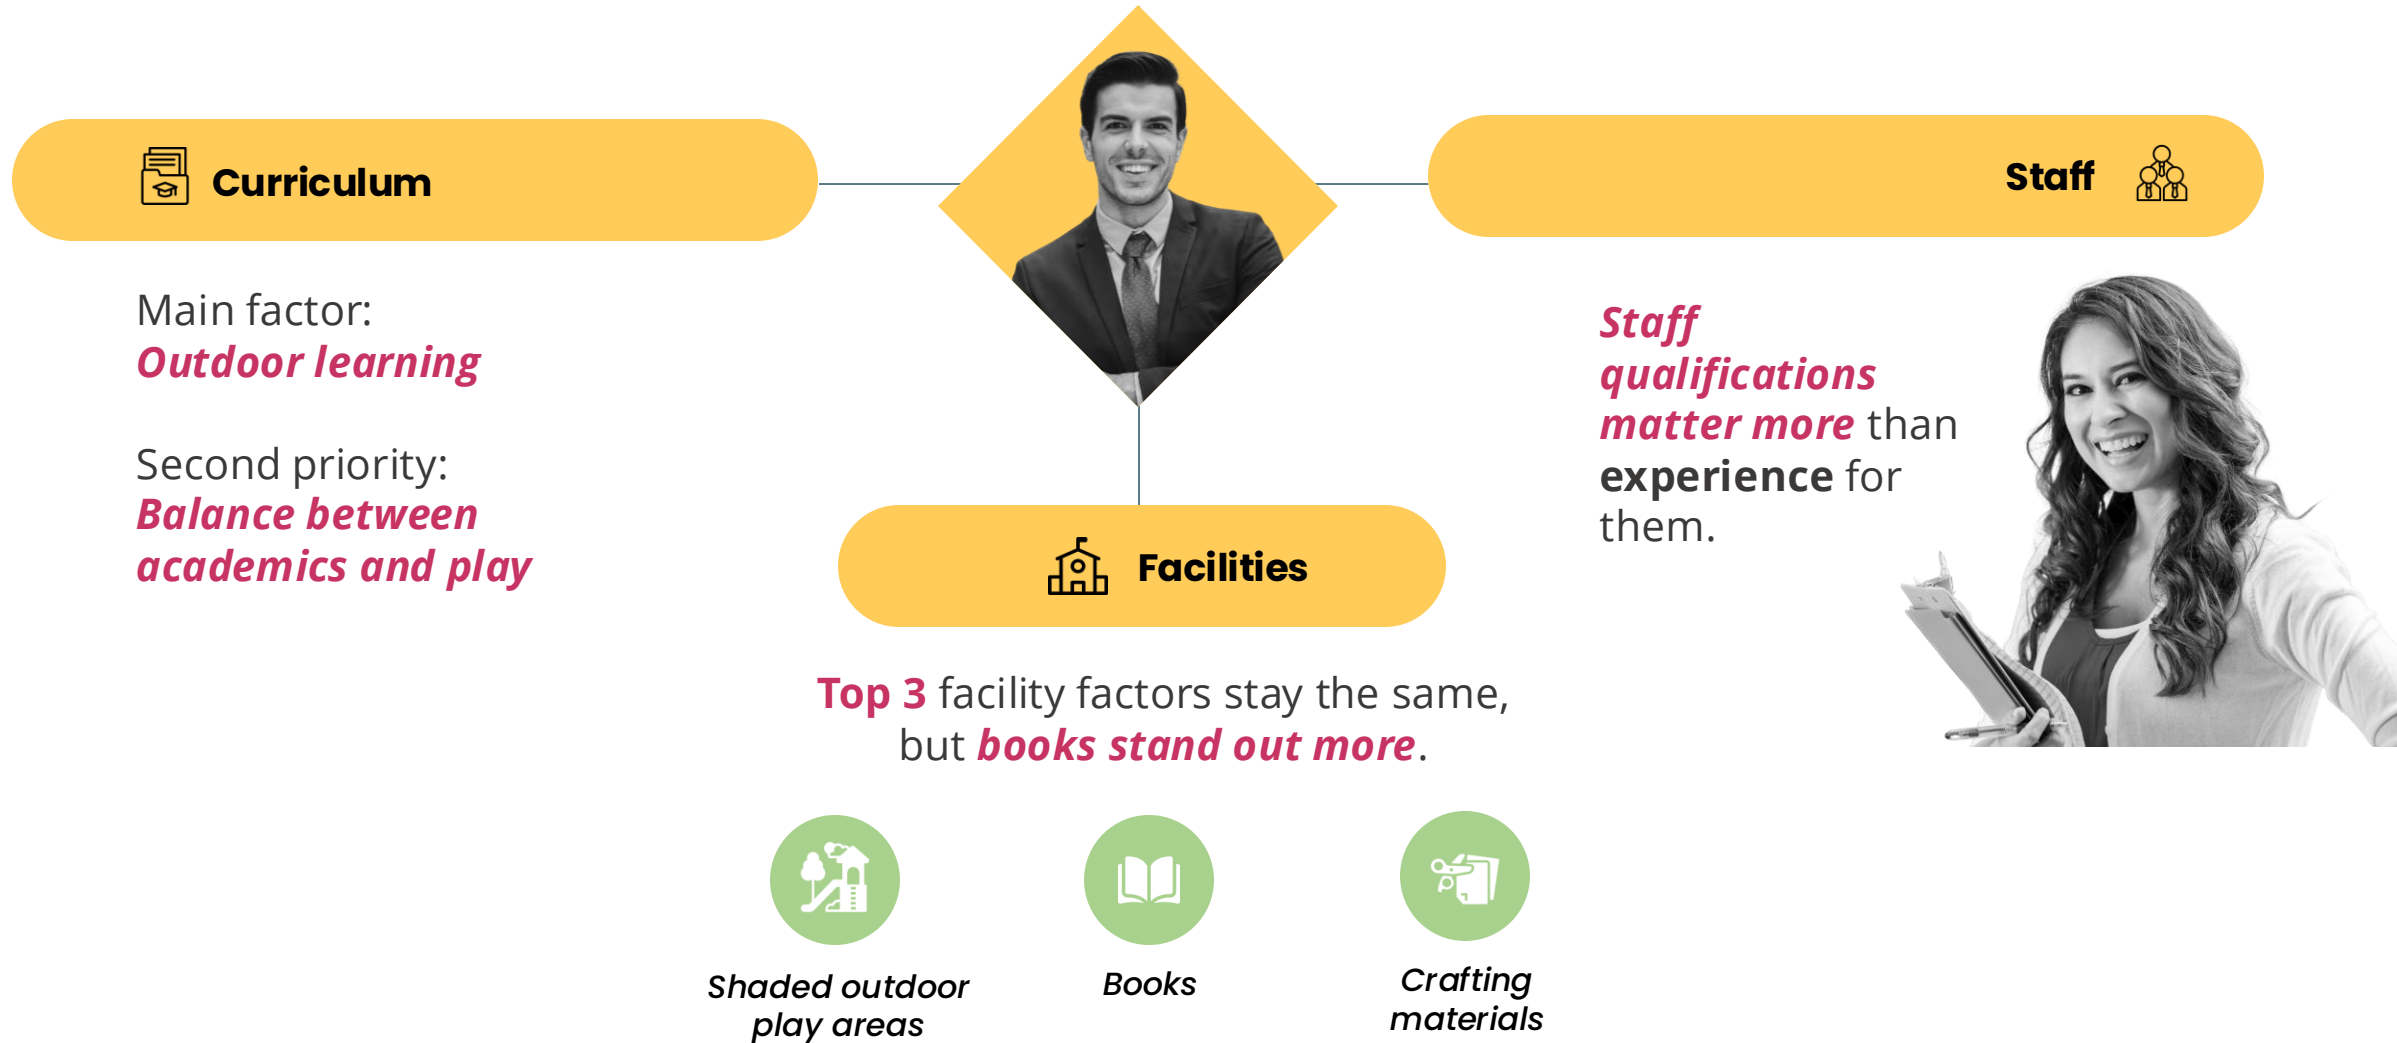 Curriculum
Main factor:
Outdoor learning
Second priority:
Balance between
academics and play
Staff
Staff
qualifications
matter more than
experience for
them.
Facilities
Top 3 facility factors stay the same,
but books stand out more.
Shaded outdoor
play areas
Books
Crafting
materials